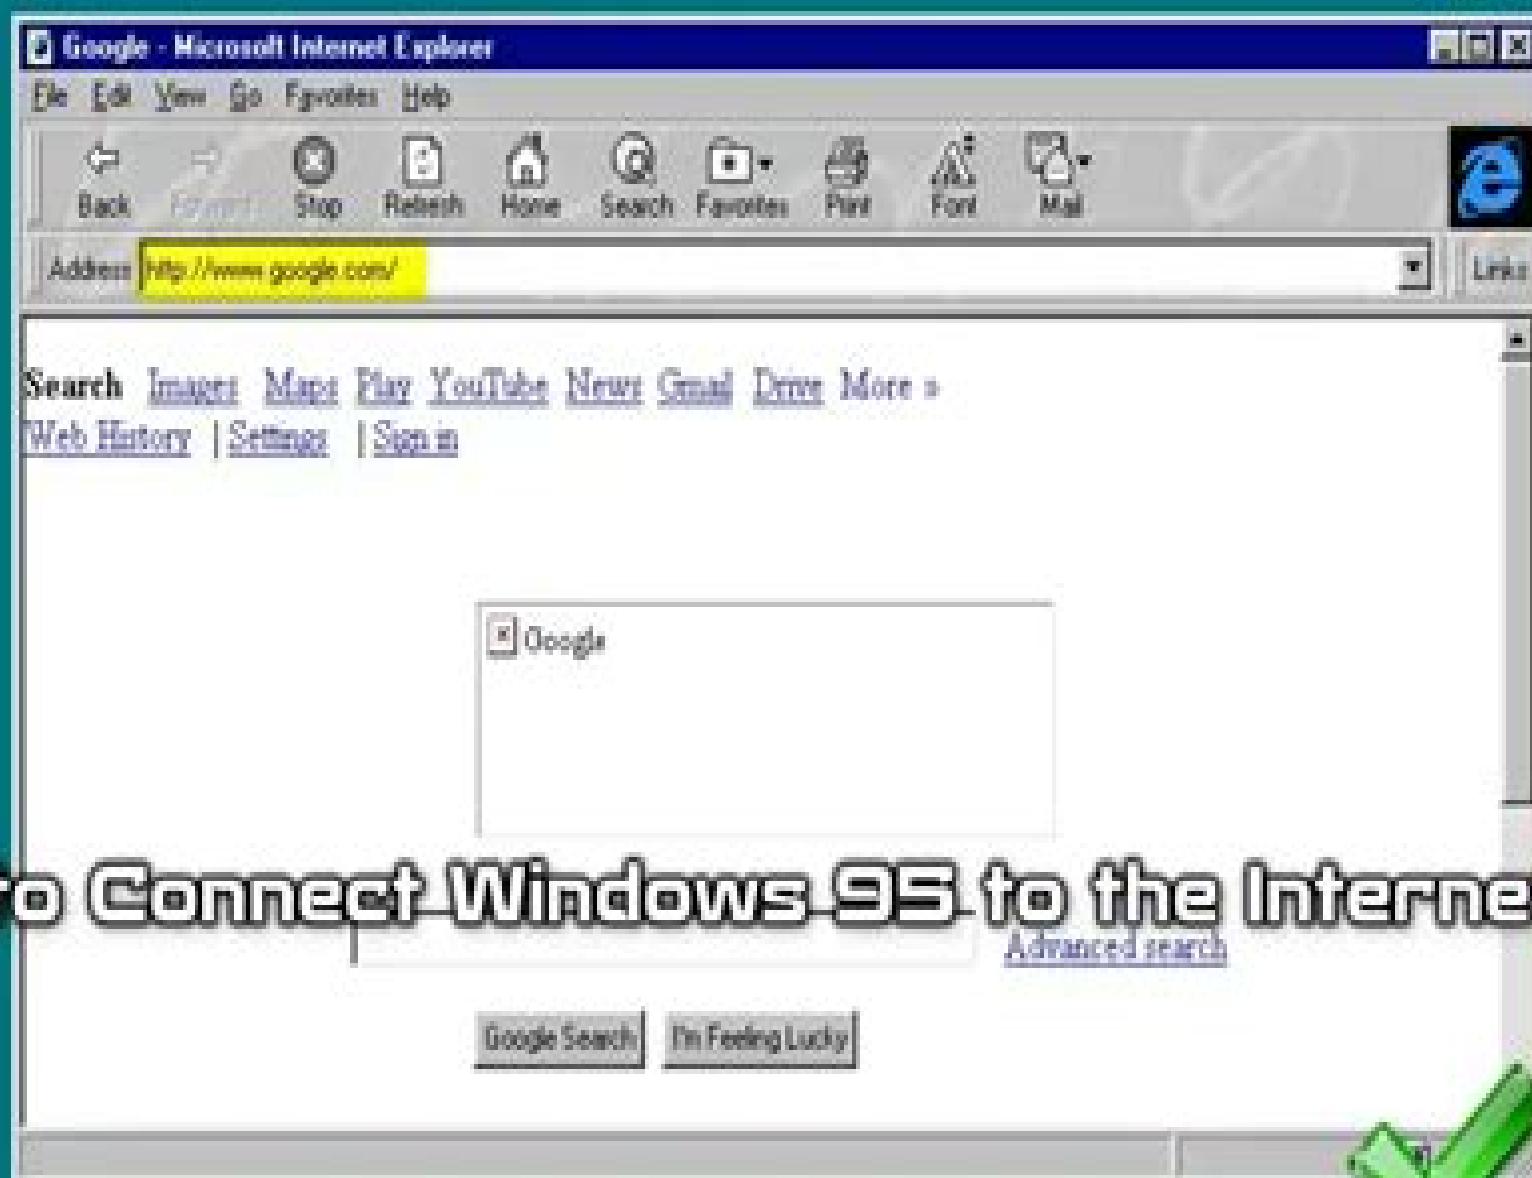 Google - Microsoft Internet Explorer
File Edit View Go Favorites Help
Back Forward Stop Refresh Home Search Favorites Print Font Mail
Address http://www.google.com/ Links
Search Images Maps Play YouTube News Gmail Drive More »
Web History | Settings | Sign in
Google
to Connect Windows 95 to the Interne
Advanced search
Google Search I'm Feeling Lucky